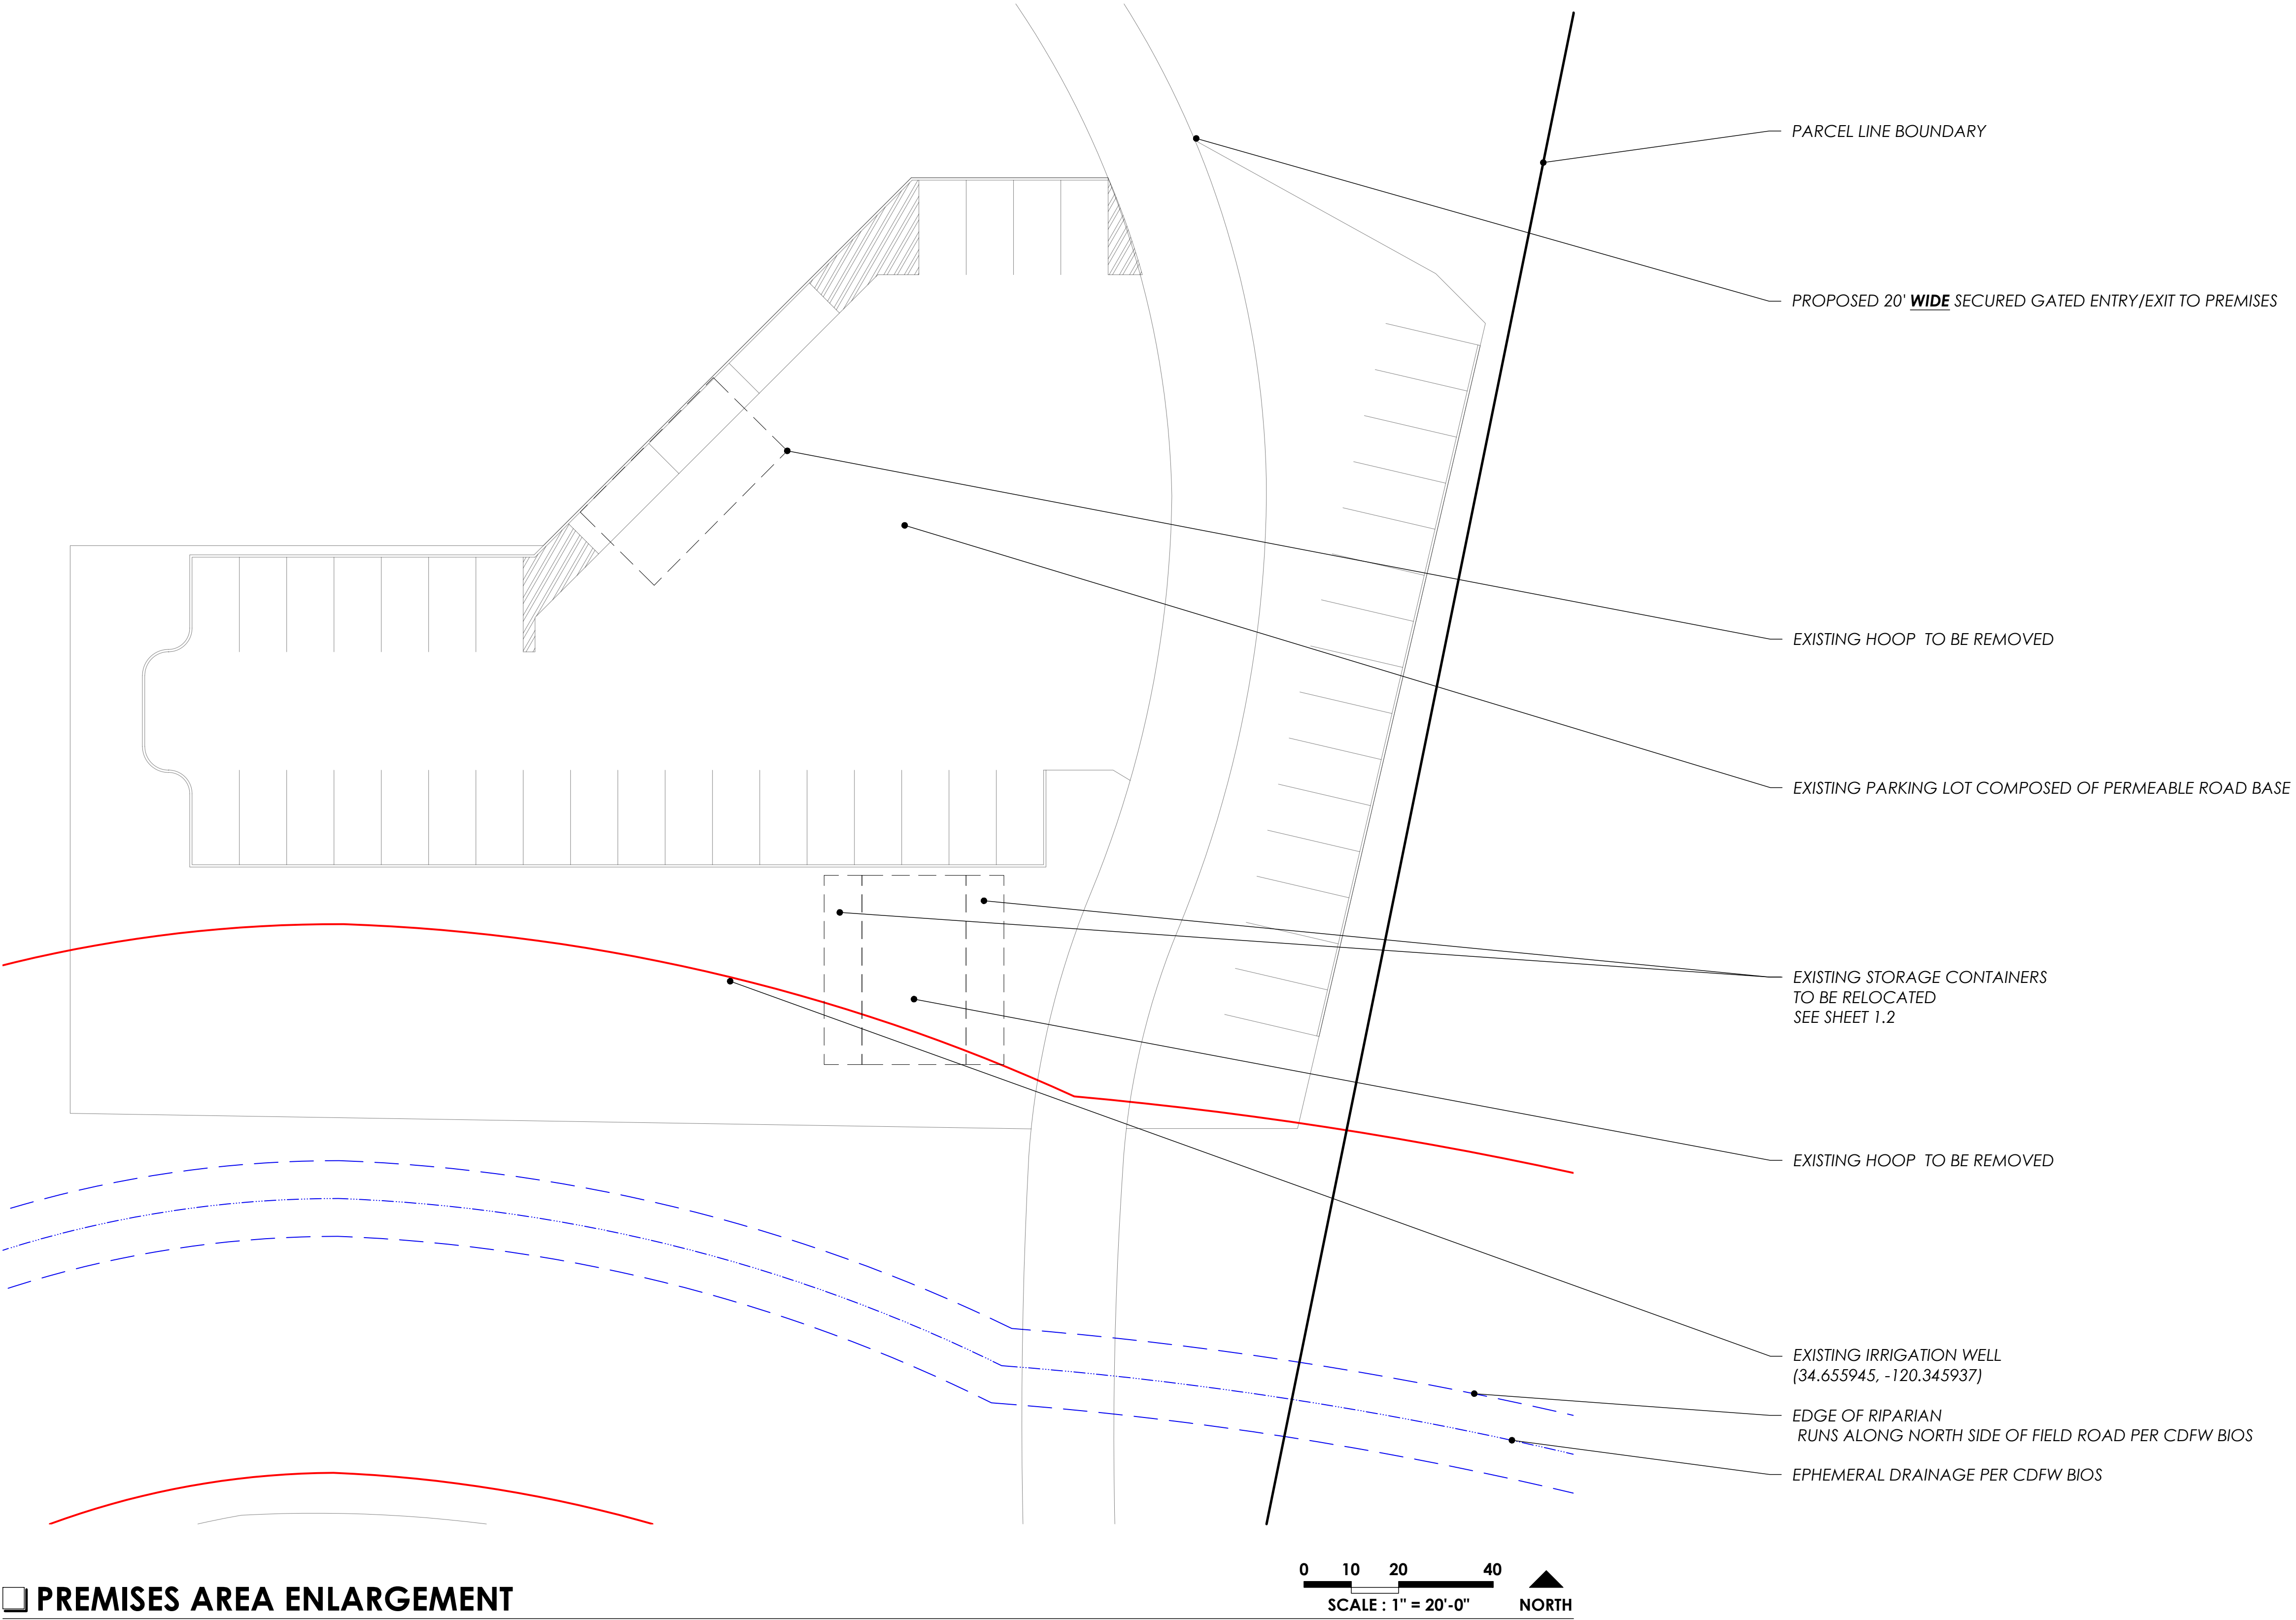 PARCEL LINE BOUNDARY
PROPOSED 20' WIDE SECURED GATED ENTRY/EXIT TO PREMISES
EXISTING HOOP TO BE REMOVED
EXISTING PARKING LOT COMPOSED OF PERMEABLE ROAD BASE
EXISTING STORAGE CONTAINERS
TO BE RELOCATED
SEE SHEET 1.2
EXISTING HOOP TO BE REMOVED
EXISTING IRRIGATION WELL
(34.655945, -120.345937)
EDGE OF RIPARIAN
RUNS ALONG NORTH SIDE OF FIELD ROAD PER CDFW BIOS
EPHEMERAL DRAINAGE PER CDFW BIOS
PREMISES AREA ENLARGEMENT
0 10 20 40
SCALE : 1" = 20'-0"
NORTH